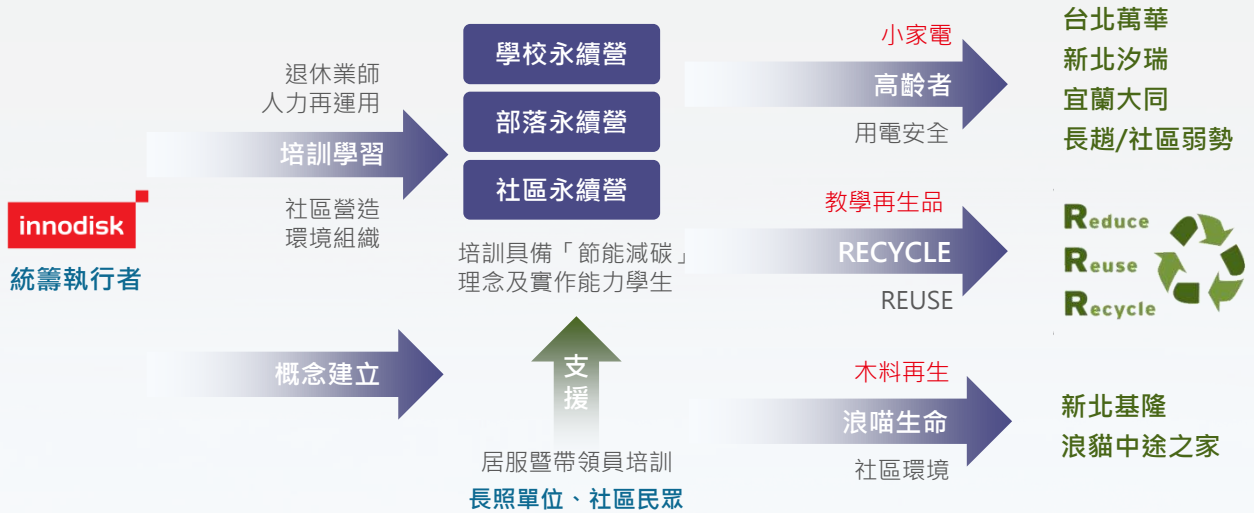 innodisk
統籌執行者
退休業師
人力再運用
培訓學習
社區營造
環境組織
概念建立
學校永續營
部落永續營
社區永續營
培訓具備「節能減碳」
理念及實作能力學生
支
援
居服暨帶領員培訓
長照單位、社區民眾
小家電
高齡者
用電安全
台北萬華
新北汐瑞
宜蘭大同
長趙/社區弱勢
教學再生品
RECYCLE
REUSE
Reduce
Reuse
Recycle
木料再生
浪喵生命
社區環境
新北基隆
浪貓中途之家